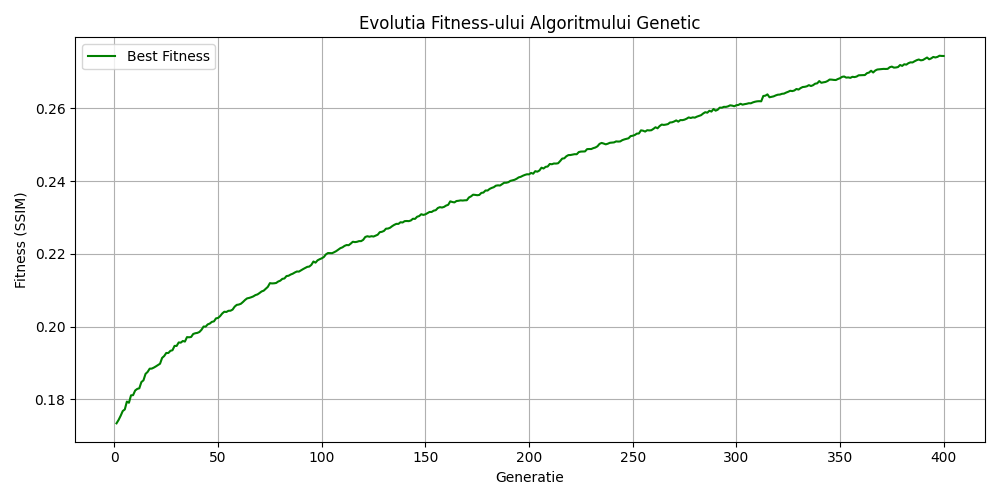 Evolutia Fitness-ului Algoritmului Genetic
Best Fitness
Fitness (SSIM)
0.26
0.24
0.22
0.20
0.18
0 50 100 150 200 250 300 350 400
Generatie